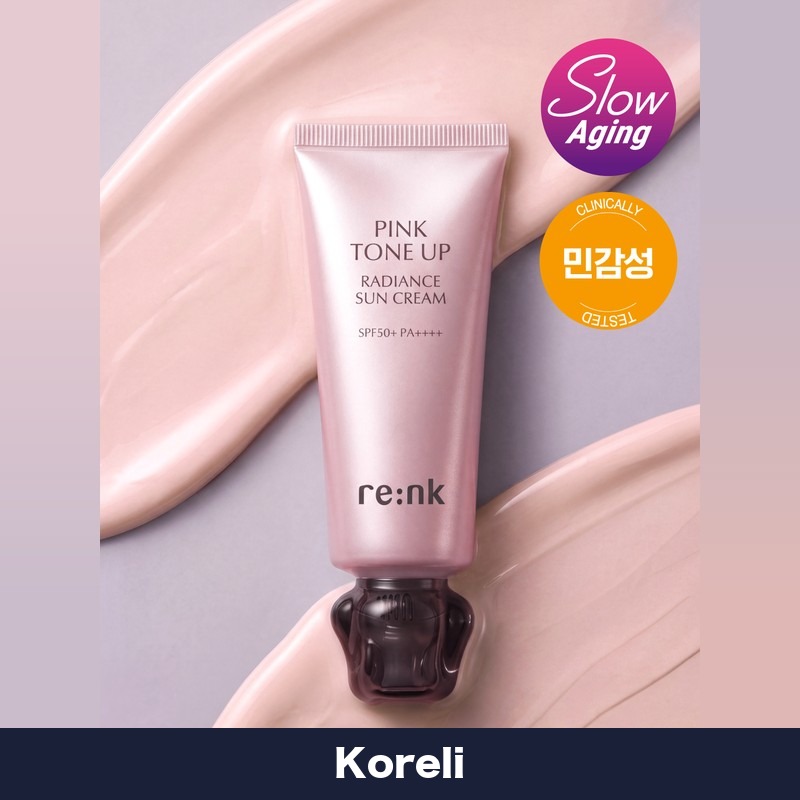 Slow
Aging
CLINICALLY
민감성
TESTED
PINK
TONE UP
RADIANCE
SUN CREAM
SPF50+ PA++++
re:nk
Koreli